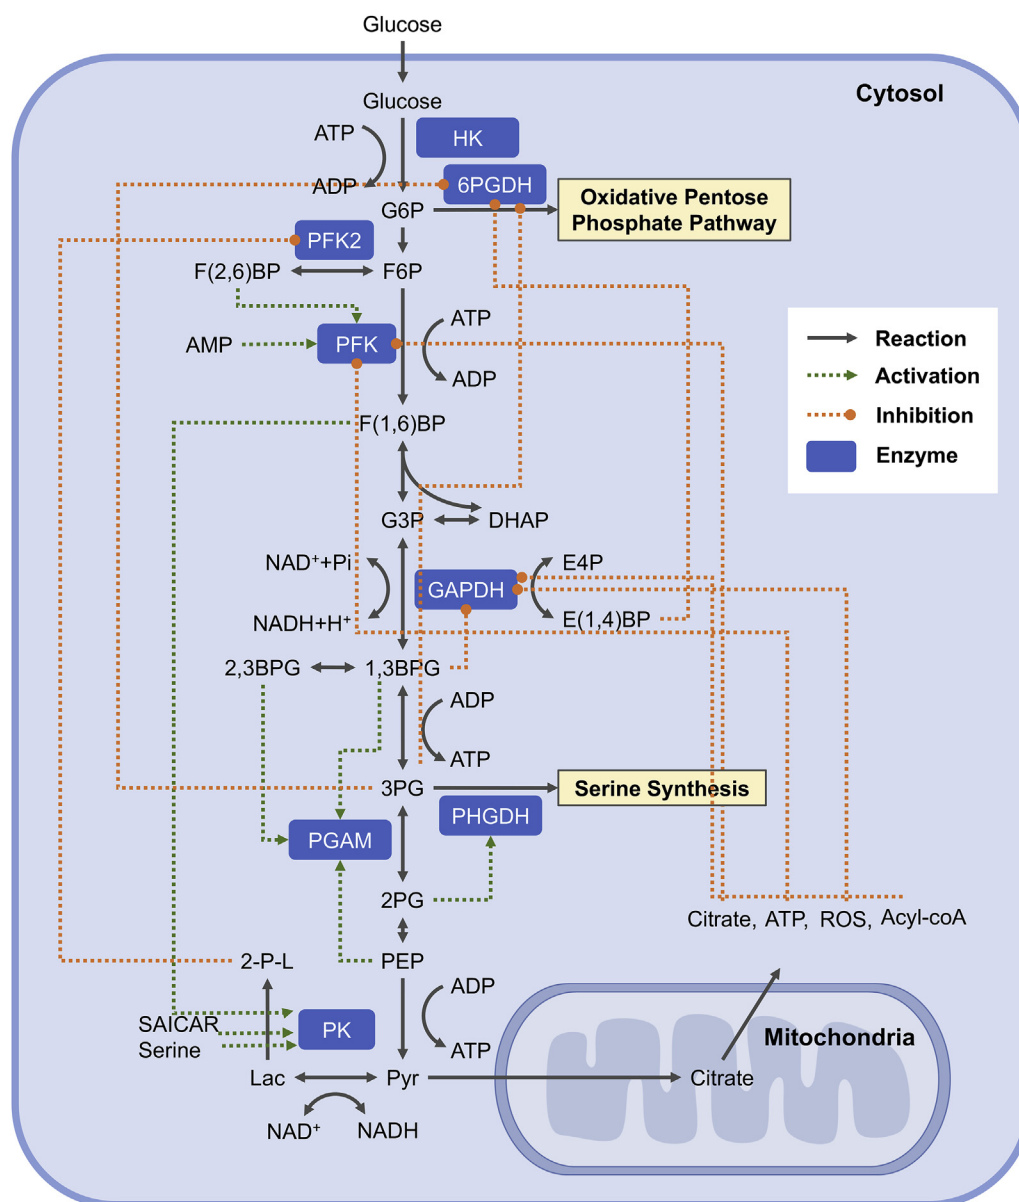 Glucose
Cytosol
Glucose
ATP
HK
ADP
6PGDH
G6P
Oxidative Pentose
Phosphate Pathway
PFK2
F(2,6)BP
F6P
ATP
AMP
PFK
ADP
Reaction
Activation
Inhibition
Enzyme
F(1,6)BP
G3P
DHAP
NAD⁺+Pi
GAPDH
E4P
NADH+H⁺
E(1,4)BP
2,3BPG
1,3BPG
ADP
ATP
3PG
Serine Synthesis
PHGDH
PGAM
2PG
Citrate, ATP, ROS, Acyl-coA
2-P-L
PEP
ADP
SAICAR
Serine
PK
ATP
Mitochondria
Lac
Pyr
Citrate
NAD⁺
NADH